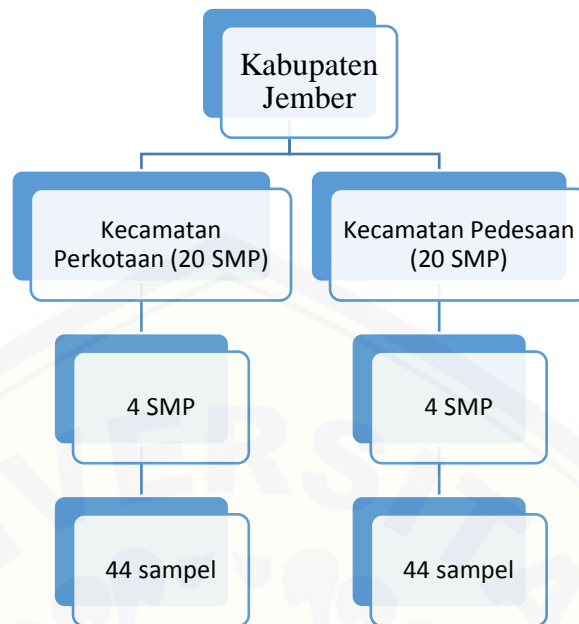 Kabupaten
Jember
Kecamatan
Perkotaan (20 SMP)
Kecamatan Pedesaan
(20 SMP)
4 SMP
4 SMP
44 sampel
44 sampel